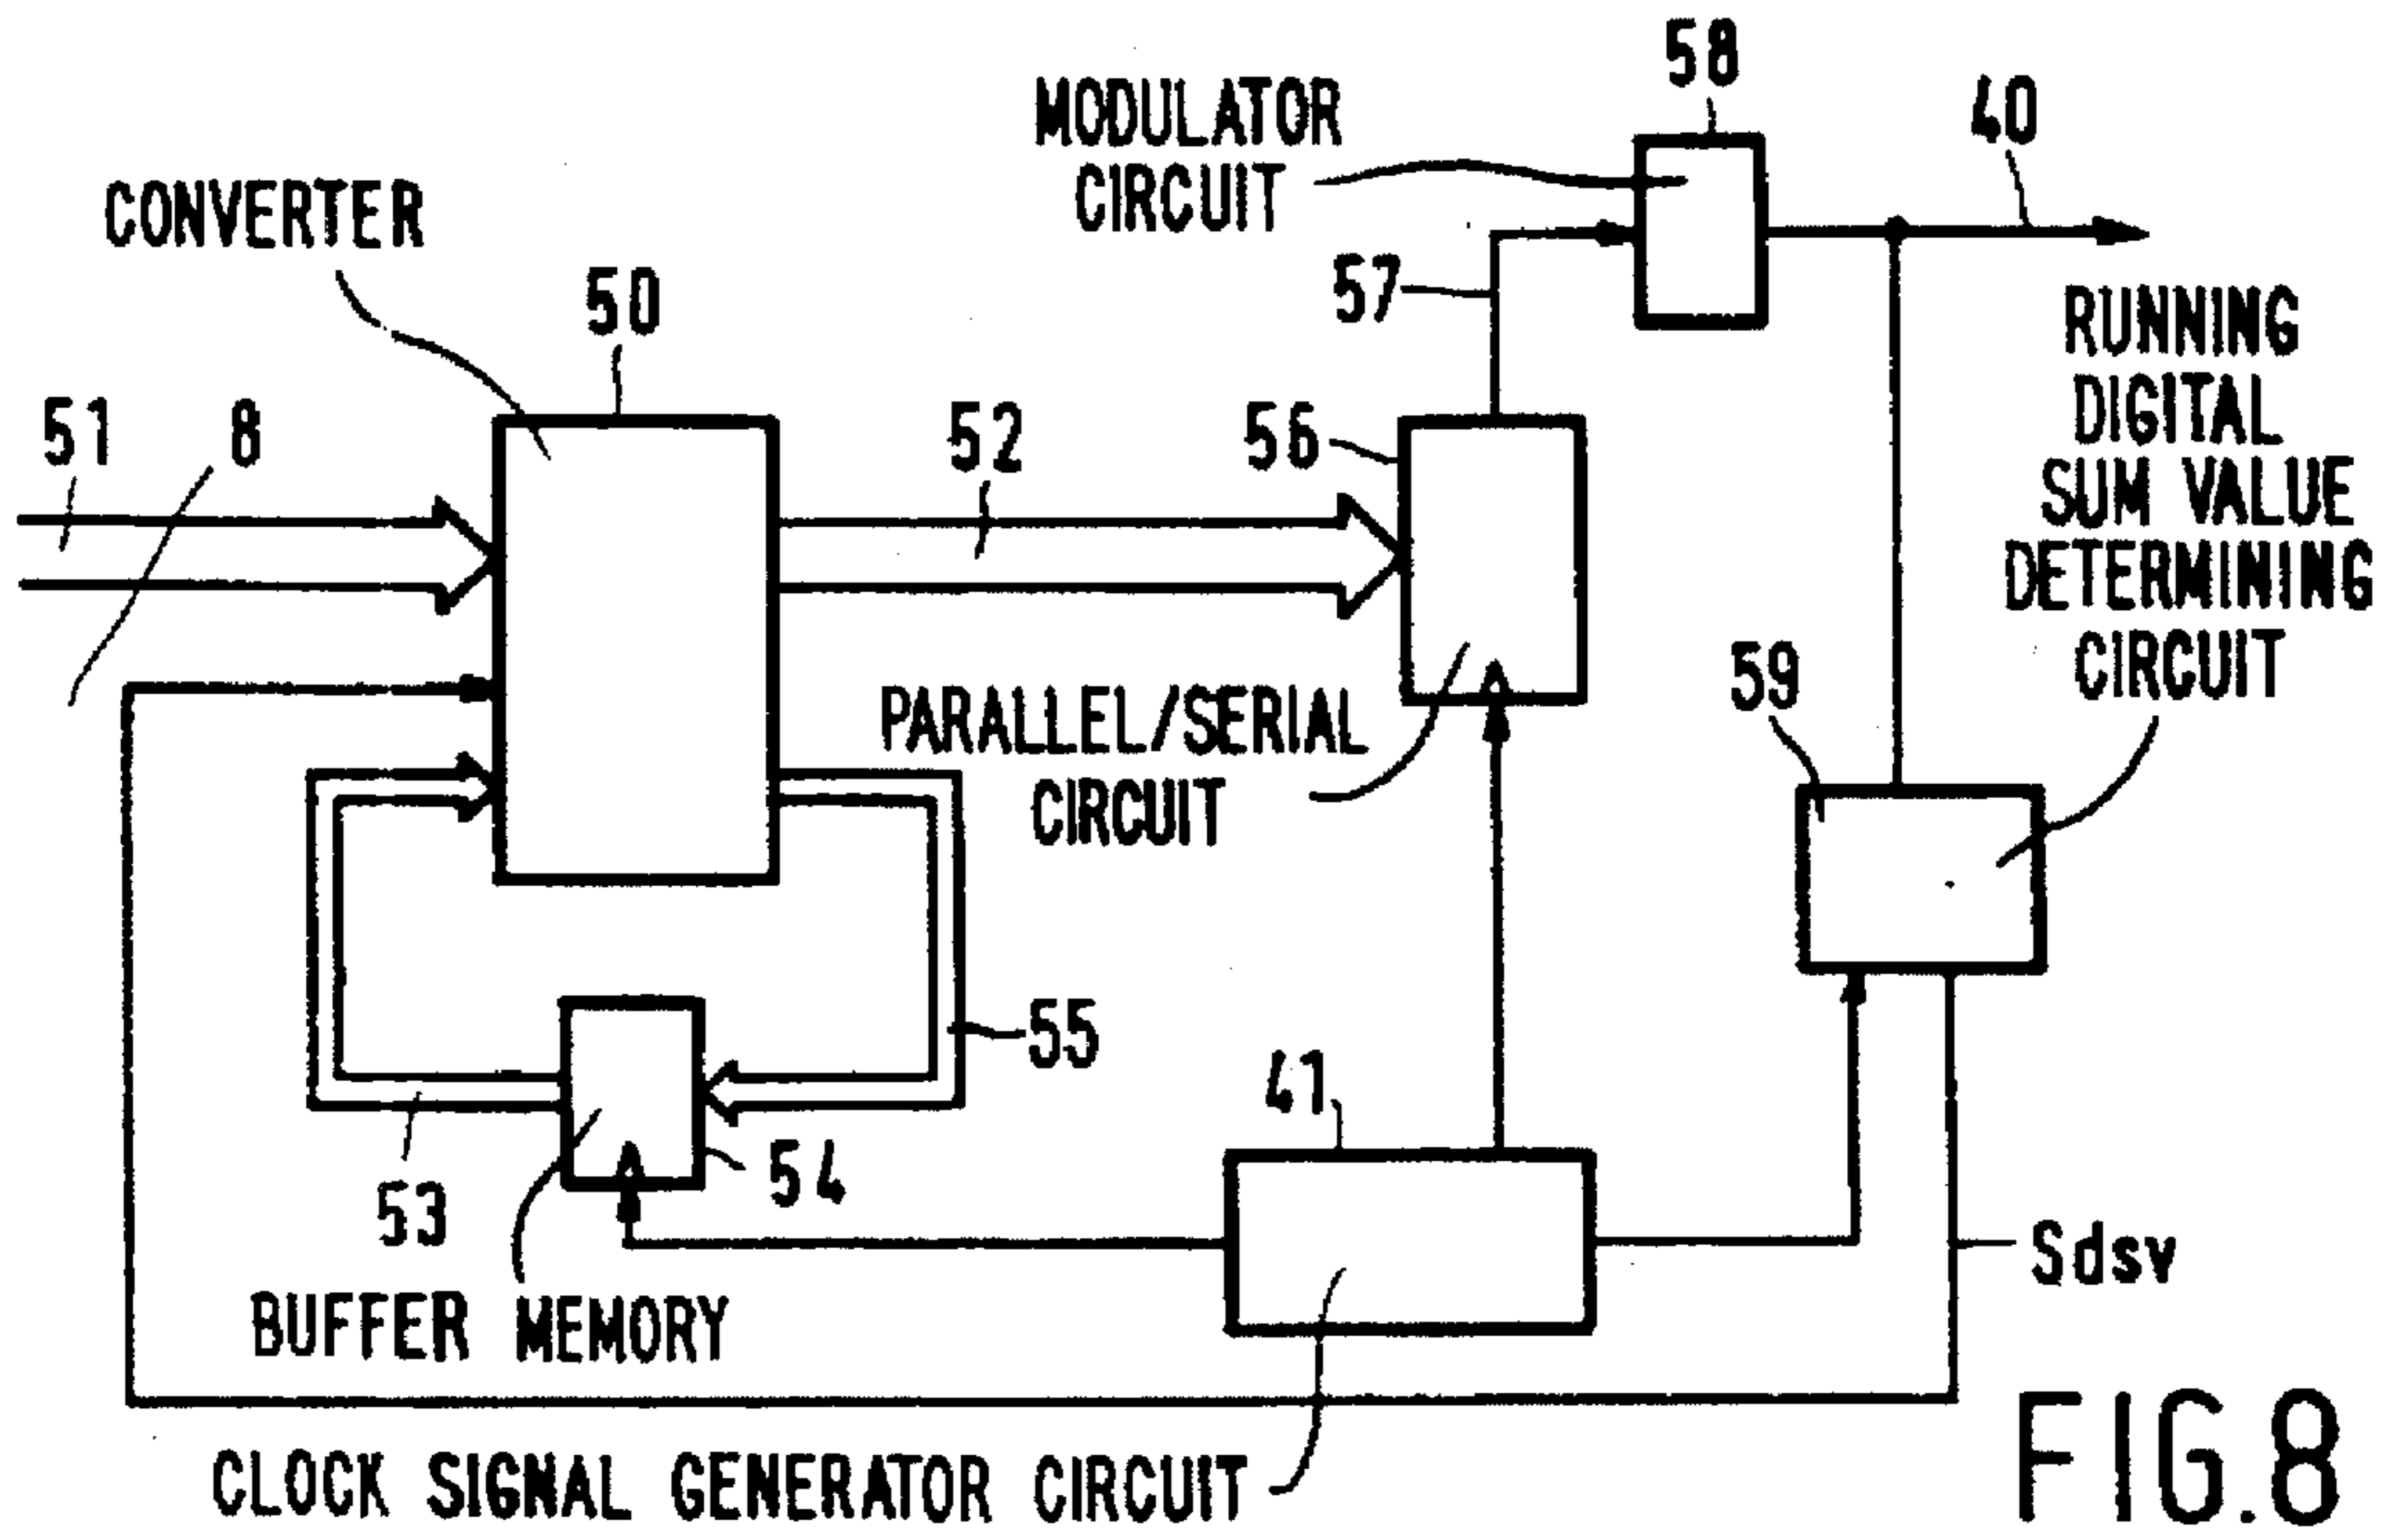 58
MODULATOR
CIRCUIT
40
CONVERTER
50
57
RUNNING
DIGITAL
SUM VALUE
DETERMINING
CIRCUIT
51
8
52
56
59
PARALLEL/SERIAL
CIRCUIT
55
41
54
53
Sdsv
BUFFER MEMORY
CLOCK SIGNAL GENERATOR CIRCUIT
FIG.8